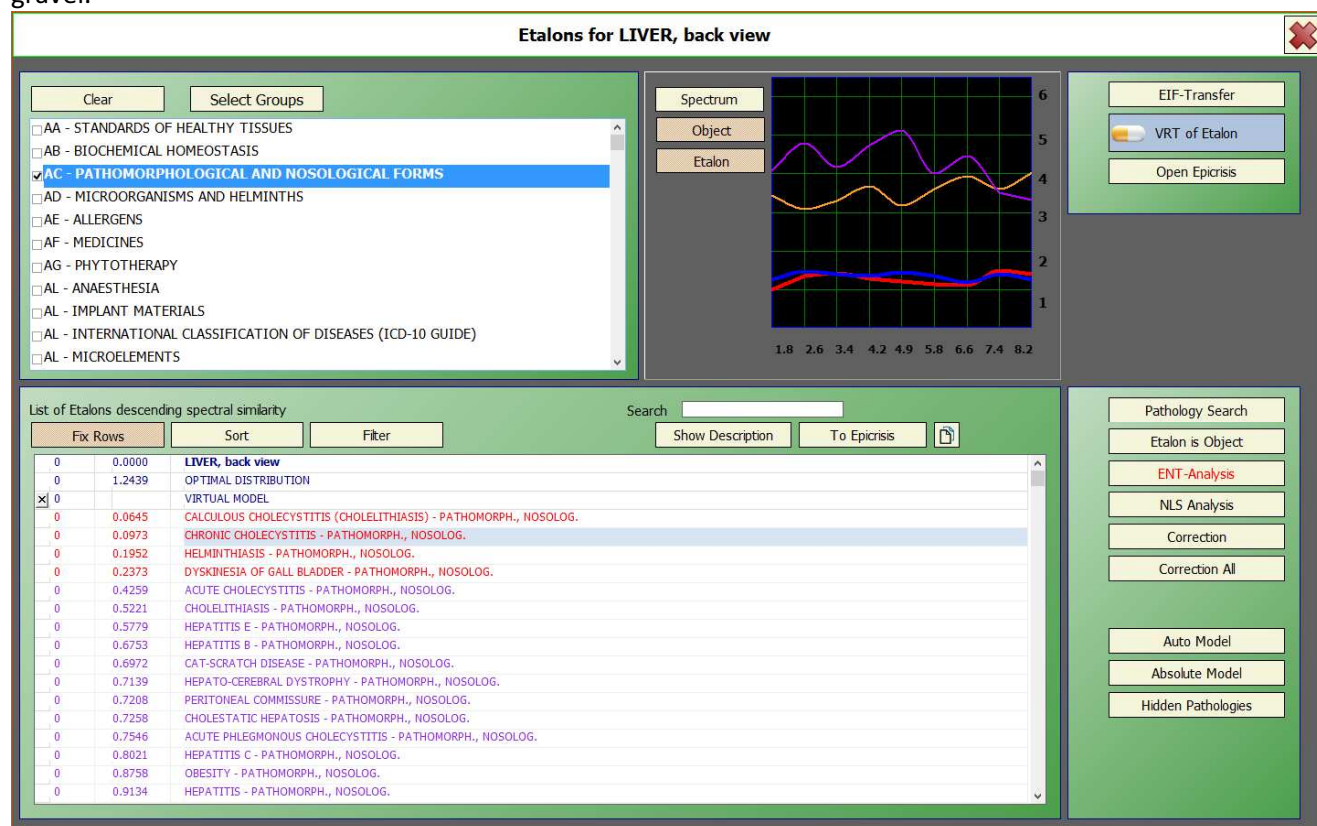 gravel.
Etalons for LIVER, back view
Clear
Select Groups
AA - STANDARDS OF HEALTHY TISSUES
AB - BIOCHEMICAL HOMEOSTASIS
AC - PATHOMORPHOLOGICAL AND NOSOLOGICAL FORMS
AD - MICROORGANISMS AND HELMINTHS
AE - ALLERGENS
AF - MEDICINES
AG - PHYTOTHERAPY
AL - ANAESTHESIA
AL - IMPLANT MATERIALS
AL - INTERNATIONAL CLASSIFICATION OF DISEASES (ICD-10 GUIDE)
AL - MICROELEMENTS
Spectrum
Object
Etalon
6
5
4
3
2
1
1.8 2.6 3.4 4.2 4.9 5.8 6.6 7.4 8.2
EIF-Transfer
VRT of Etalon
Open Epicrisis
List of Etalons descending spectral similarity
Search
Fix Rows
Sort
Filter
Show Description
To Epicrisis
0 0.0000 LIVER, back view
0 1.2439 OPTIMAL DISTRIBUTION
0 VIRTUAL MODEL
0 0.0645 CALCULOUS CHOLECYSTITIS (CHOLELITHIASIS) - PATHOMORPH., NOSOLOG.
0 0.0973 CHRONIC CHOLECYSTITIS - PATHOMORPH., NOSOLOG.
0 0.1952 HELMINTHIASIS - PATHOMORPH., NOSOLOG.
0 0.2373 DYSKINESIA OF GALL BLADDER - PATHOMORPH., NOSOLOG.
0 0.4259 ACUTE CHOLECYSTITIS - PATHOMORPH., NOSOLOG.
0 0.5221 CHOLELITHIASIS - PATHOMORPH., NOSOLOG.
0 0.5779 HEPATITIS E - PATHOMORPH., NOSOLOG.
0 0.6753 HEPATITIS B - PATHOMORPH., NOSOLOG.
0 0.6972 CAT-SCRATCH DISEASE - PATHOMORPH., NOSOLOG.
0 0.7139 HEPATO-CEREBRAL DYSTROPHY - PATHOMORPH., NOSOLOG.
0 0.7208 PERITONEAL COMMISSURE - PATHOMORPH., NOSOLOG.
0 0.7258 CHOLESTATIC HEPATOSIS - PATHOMORPH., NOSOLOG.
0 0.7546 ACUTE PHLEGMONOUS CHOLECYSTITIS - PATHOMORPH., NOSOLOG.
0 0.8021 HEPATITIS C - PATHOMORPH., NOSOLOG.
0 0.8758 OBESITY - PATHOMORPH., NOSOLOG.
0 0.9134 HEPATITIS - PATHOMORPH., NOSOLOG.
Pathology Search
Etalon is Object
ENT-Analysis
NLS Analysis
Correction
Correction All
Auto Model
Absolute Model
Hidden Pathologies